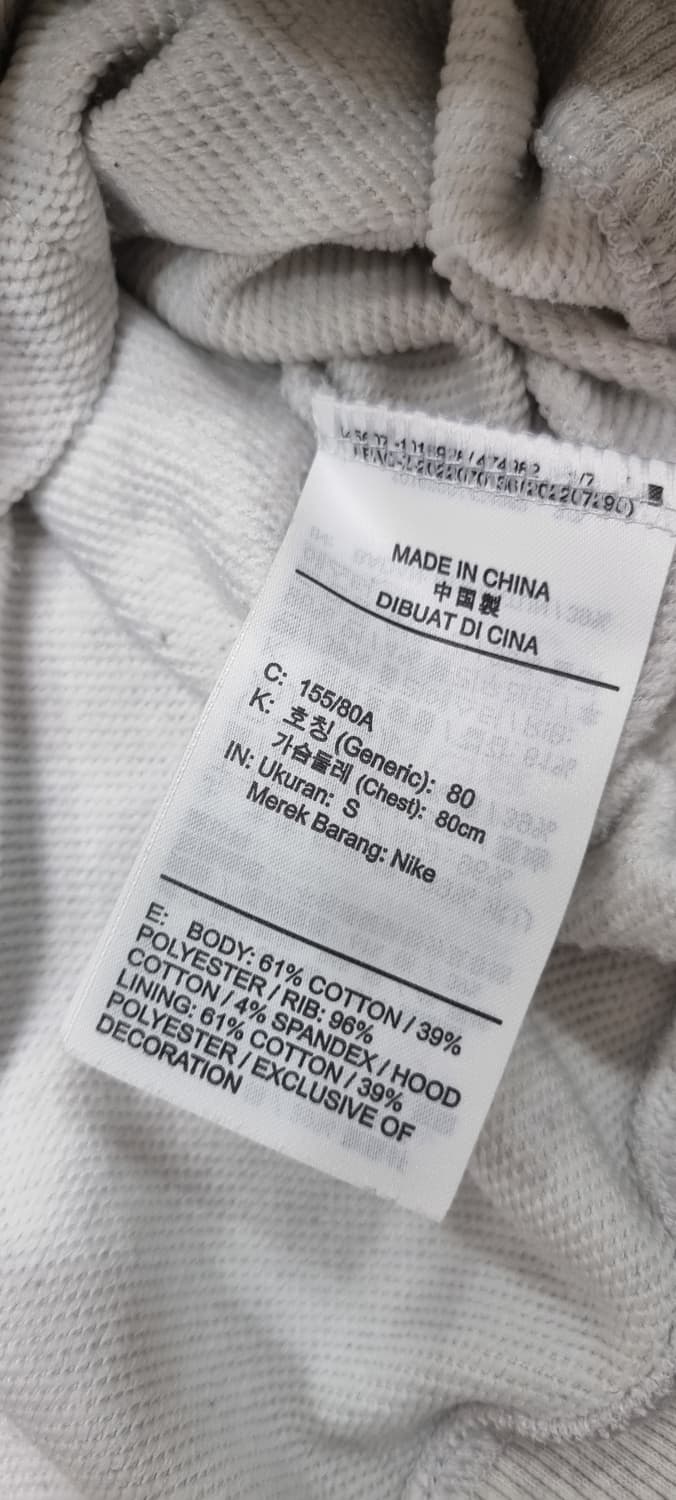 MADE IN CHINA
中国製
DIBUAT DI CINA
C: 155/80A
K: 호칭 (Generic): 80
가슴둘레 (Chest): 80cm
IN: Ukuran: S
Merek Barang: Nike
E: BODY: 61% COTTON / 39%
POLYESTER / RIB: 96%
COTTON / 4% SPANDEX / HOOD
LINING: 61% COTTON / 39%
POLYESTER / EXCLUSIVE OF
DECORATION